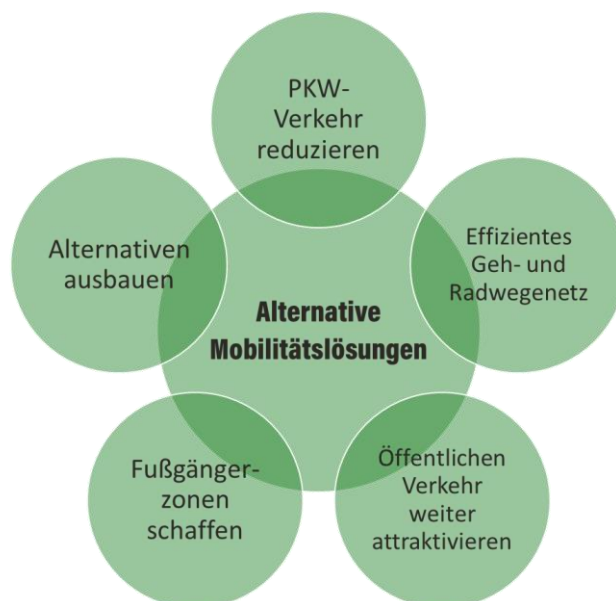 PKW-
Verkehr
reduzieren
Effizientes
Geh- und
Radwegenetz
Öffentlichen
Verkehr
weiter
attraktivieren
Fußgänger-
zonen
schaffen
Alternativen
ausbauen
Alternative
Mobilitätslösungen